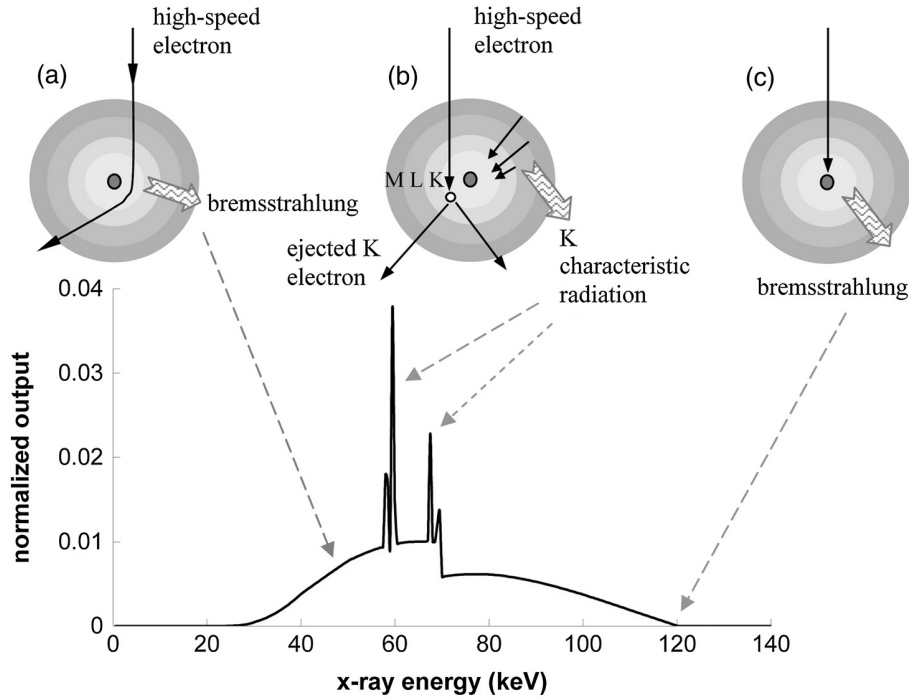 high-speed
electron
(a)
bremsstrahlung
high-speed
electron
(b)
M L K
ejected K
electron
K
characteristic
radiation
(c)
bremsstrahlung
0.04
0.03
0.02
0.01
0
normalized output
0 20 40 60 80 100 120 140
x-ray energy (keV)